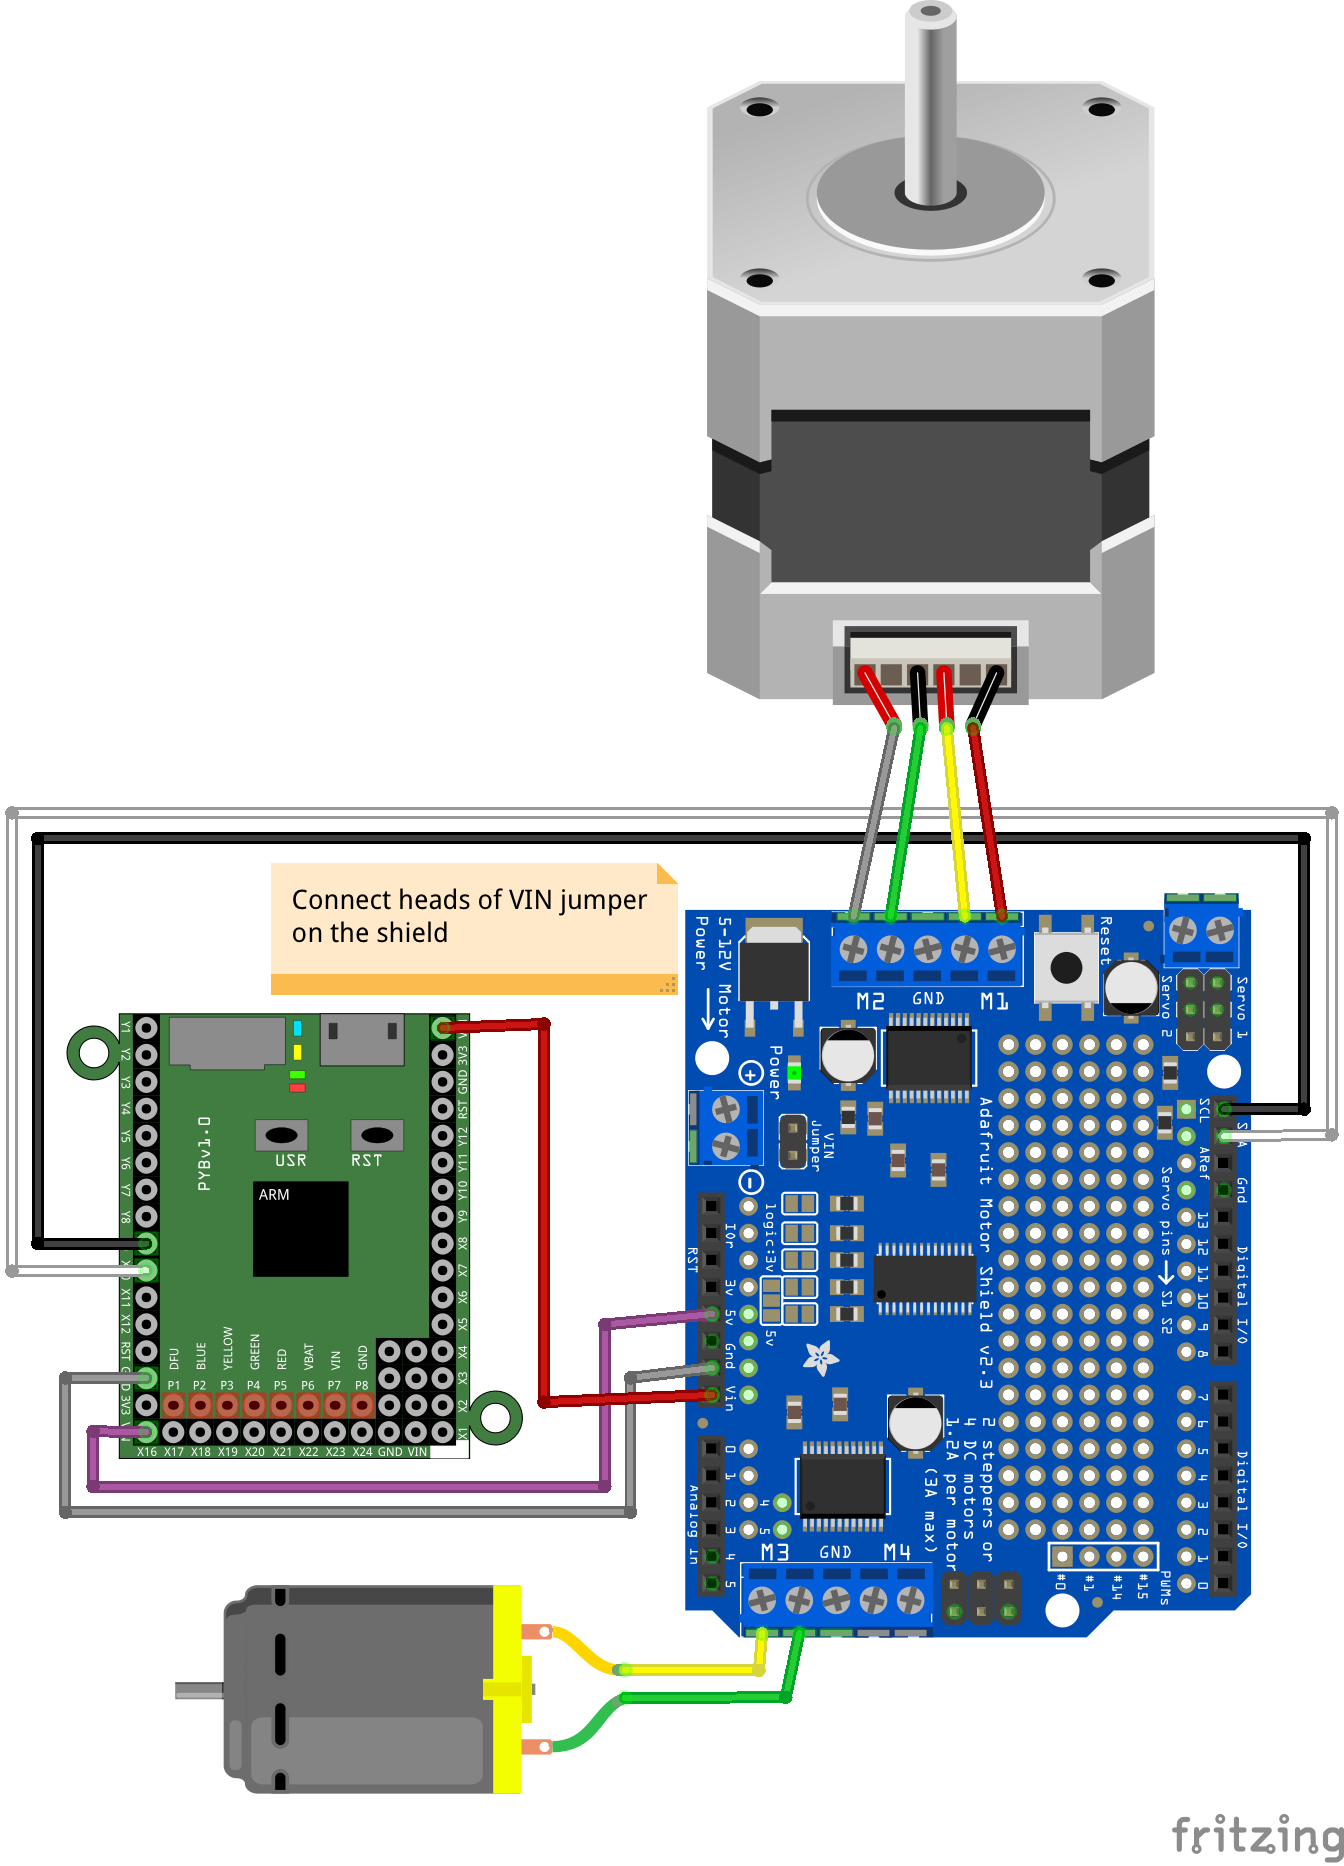 Connect heads of VIN jumper
on the shield
5-12V Motor
Power
M2
GND
M1
Reset
Servo 2
Servo 1
Power
+
VIN
Jumper
-
logic:3v
5v
IOr
RST
3v
5v
Gnd
Vin
Analog In
0
1
2
3
4
5
4
5
Adafruit Motor Shield v2.3
2 steppers or
4 DC motors
1.2A per motor
(3A max)
SCL
ARef
Gnd
13
12
11
10
9
8
Servo pins
S1 S2
Digital I/O
7
6
5
4
3
2
1
0
Digital I/O
#0
#1
#14
#15
PWMs
M3
GND
M4
Y1
Y2
Y3
Y4
Y5
Y6
Y7
Y8
X11
X12
RST
3V3
PYBv1.0
USR
RST
ARM
3V3
GND
RST
Y12
Y11
Y10
Y9
X8
X7
X6
X5
X4
X3
X2
X1
DFU
BLUE
YELLOW
GREEN
RED
VBAT
VIN
GND
P1 P2 P3 P4 P5 P6 P7 P8
X16 X17 X18 X19 X20 X21 X22 X23 X24 GND VIN
fritzing